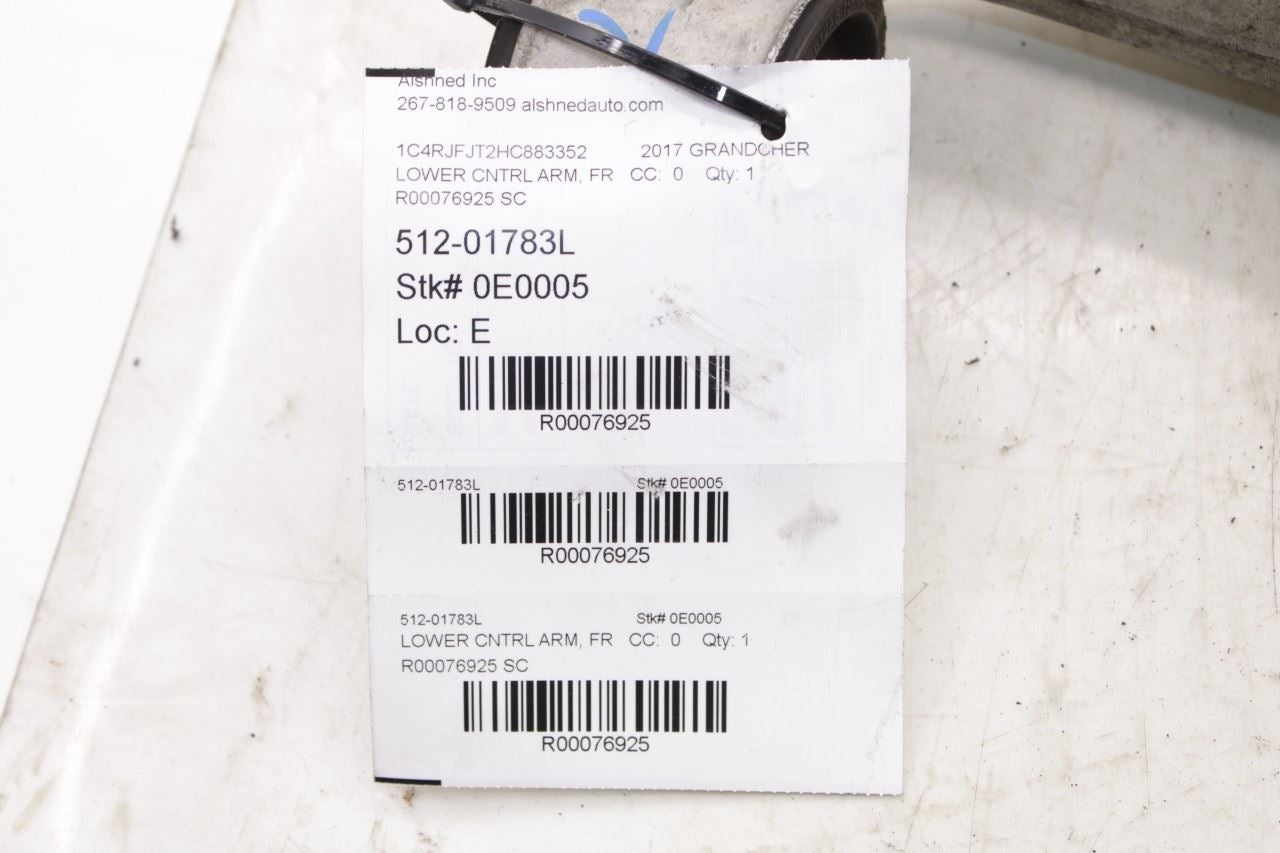 Alshned Inc
267-818-9509 alshnedauto.com
1C4RJFJT2HC883352 2017 GRANDCHER
LOWER CNTRL ARM, FR CC: 0 Qty: 1
R00076925 SC
512-01783L
Stk# 0E0005
Loc: E
R00076925
512-01783L Stk# 0E0005
R00076925
512-01783L Stk# 0E0005
LOWER CNTRL ARM, FR CC: 0 Qty: 1
R00076925 SC
R00076925